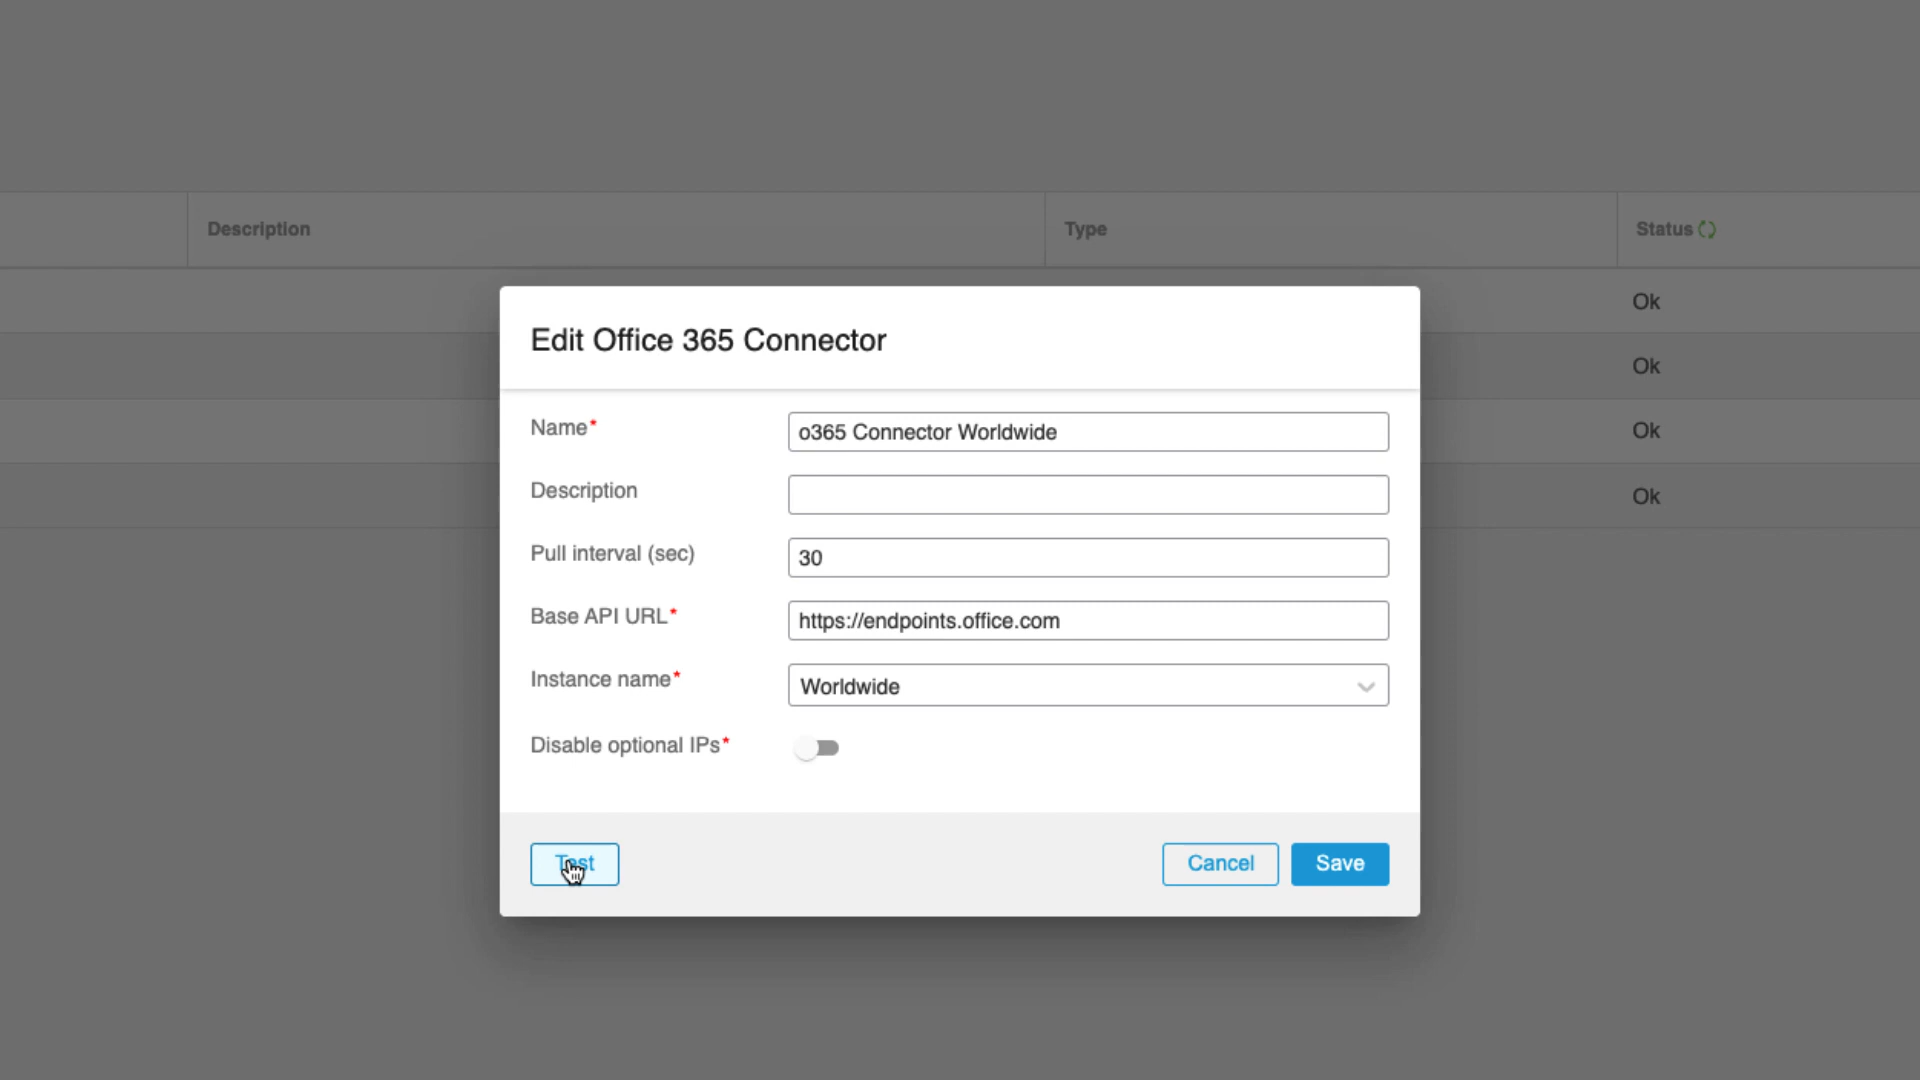 Description Type Status
Ok
Ok
Ok
Ok
Edit Office 365 Connector
Name* o365 Connector Worldwide
Description
Pull interval (sec) 30
Base API URL* https://endpoints.office.com
Instance name* Worldwide
Disable optional IPs*
Test Cancel Save